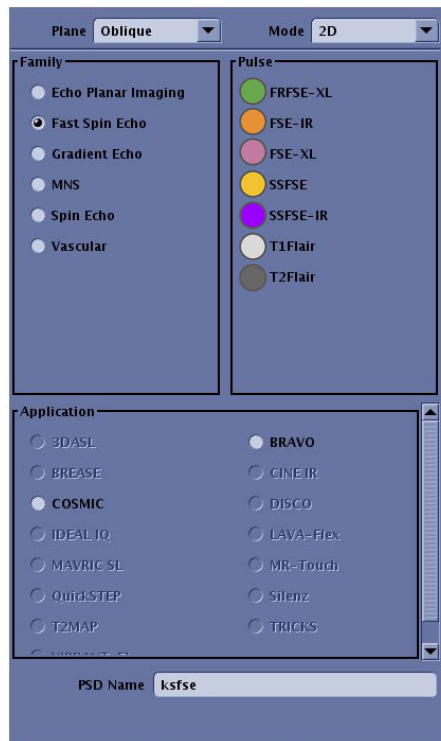 Plane Oblique Mode 2D
Family
Echo Planar Imaging
Fast Spin Echo
Gradient Echo
MNS
Spin Echo
Vascular
Pulse
FRFSE-XL
FSE-IR
FSE-XL
SSFSE
SSFSE-IR
T1Flair
T2Flair
Application
3DASL BRAVO
BREASE CINE IR
COSMIC DISCO
IDEAL IQ LAVA-Flex
MAVRIC SL MR-Touch
QuickSTEP Silenz
T2MAP TRICKS
PSD Name ksfse